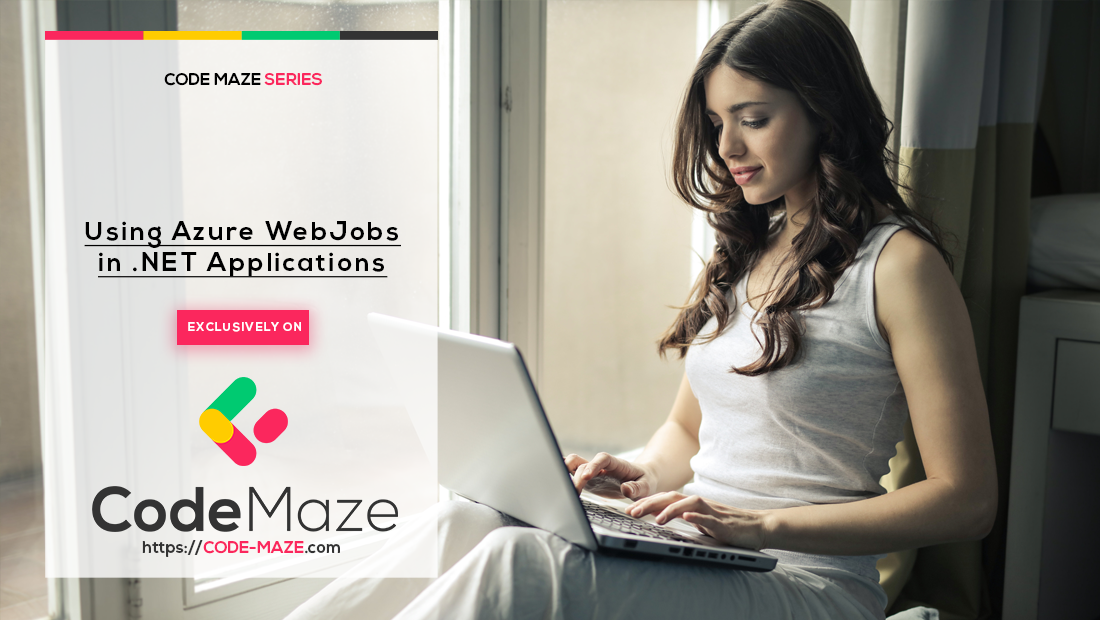 CODE MAZE SERIES
Using Azure WebJobs
in .NET Applications
EXCLUSIVELY ON
CodeMaze
https://CODE-MAZE.com